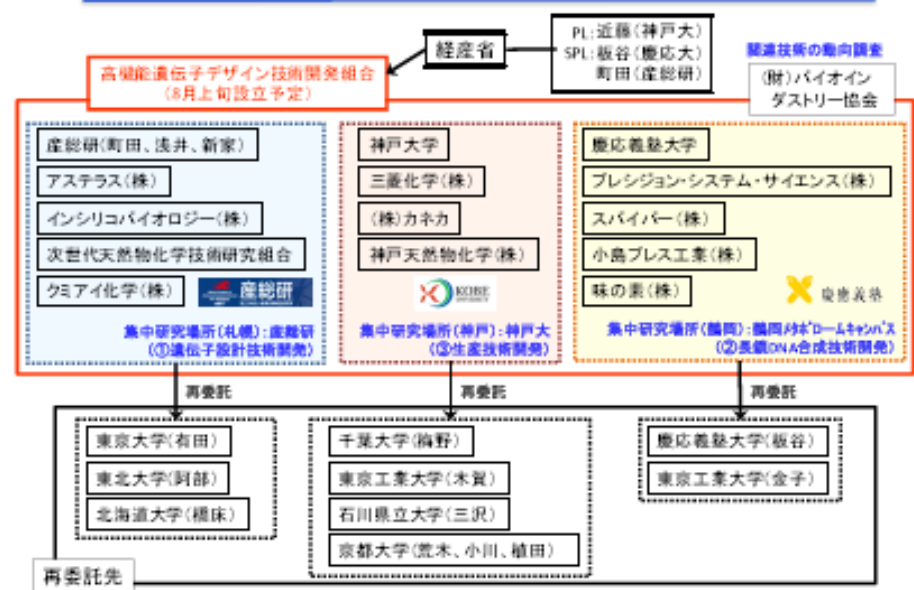 経産省
PL:近藤(神戸大)
SPL:板谷(慶応大)
町田(産総研)
関連技術の動向調査
(財)バイオイン
ダストリー協会
高機能遺伝子デザイン技術開発組合
(8月上旬設立予定)
産総研(町田、浅井、新家)
アステラス(株)
インシリコバイオロジー(株)
次世代天然物化学技術研究組合
クミアイ化学(株)
産総研
集中研究場所(札幌):産総研
(①遺伝子設計技術開発)
神戸大学
三菱化学(株)
(株)カネカ
神戸天然物化学(株)
KOBE
UNIVERSITY
集中研究場所(神戸):神戸大
(③生産技術開発)
慶応義塾大学
プレシジョン・システム・サイエンス(株)
スパイバー(株)
小島プレス工業(株)
味の素(株)
慶應義塾
集中研究場所(鶴岡):鶴岡メタボロームキャンパス
(②長鎖DNA合成技術開発)
再委託
再委託
再委託
東京大学(有田)
東北大学(阿部)
北海道大学(橋床)
千葉大学(梅野)
東京工業大学(木賀)
石川県立大学(三沢)
京都大学(荒木、小川、植田)
慶応義塾大学(板谷)
東京工業大学(金子)
再委託先